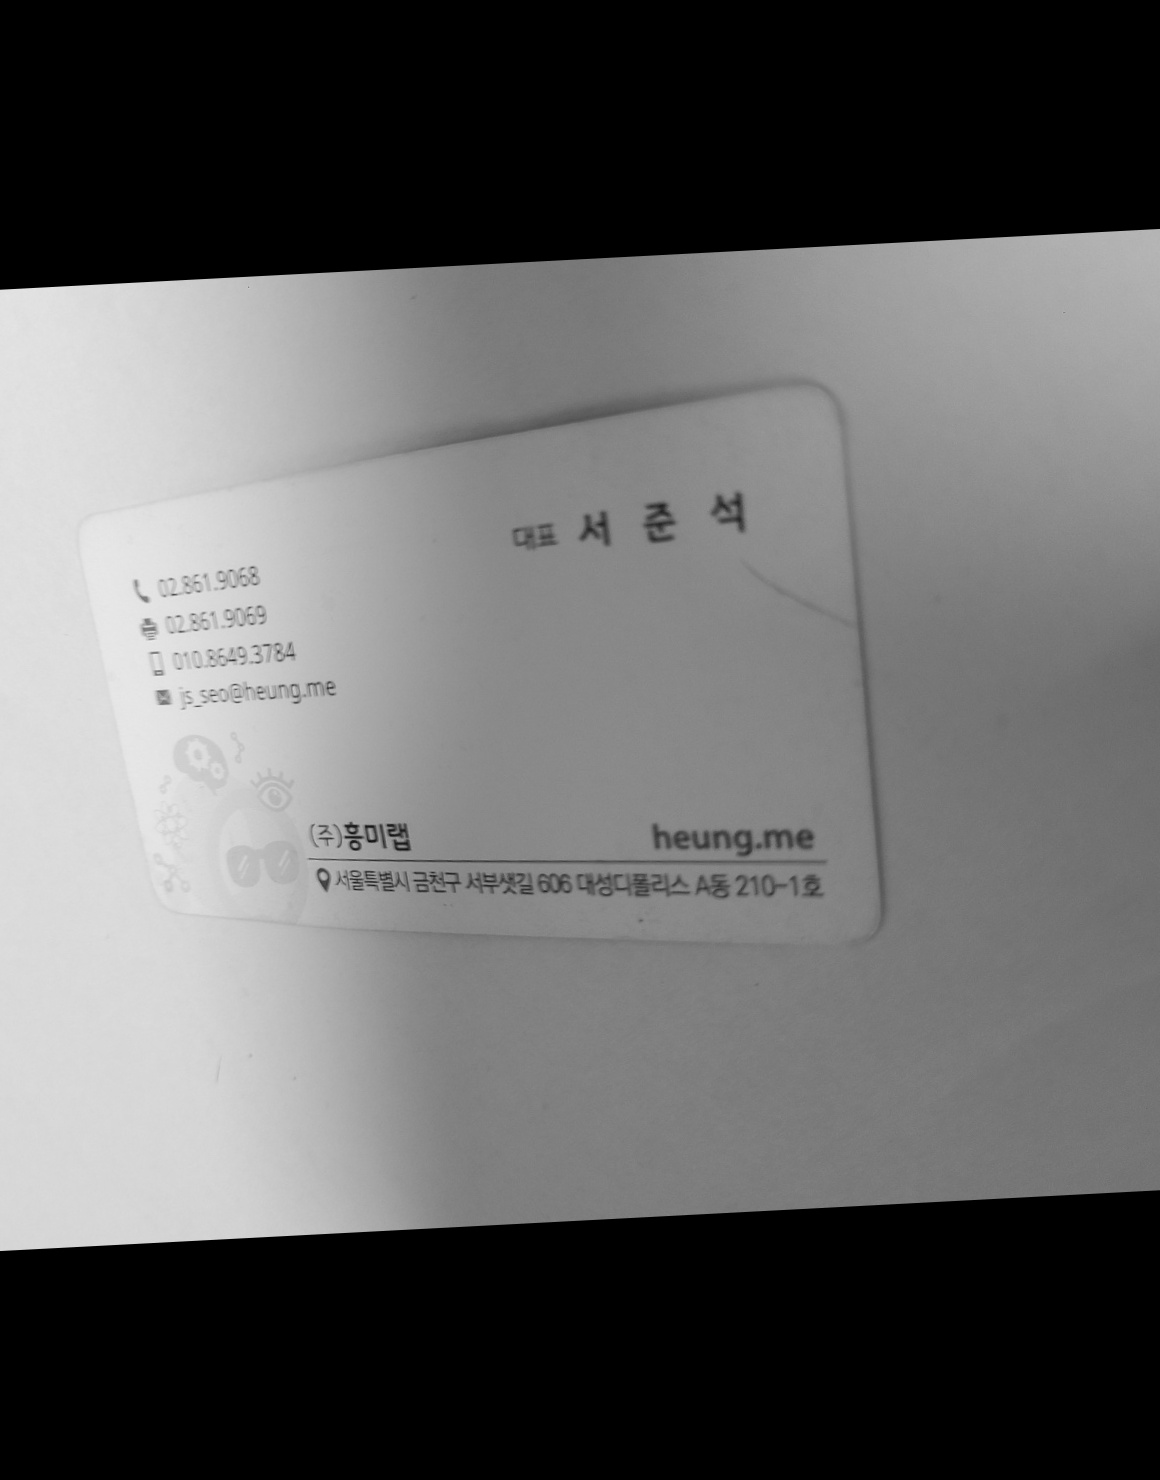 대표 서 준 석
02.861.9068
02.861.9069
010.8649.3784
js_seo@heung.me
(주)흥미랩
heung.me
서울특별시 금천구 서부샛길 606 대성디폴리스 A동 210-1호